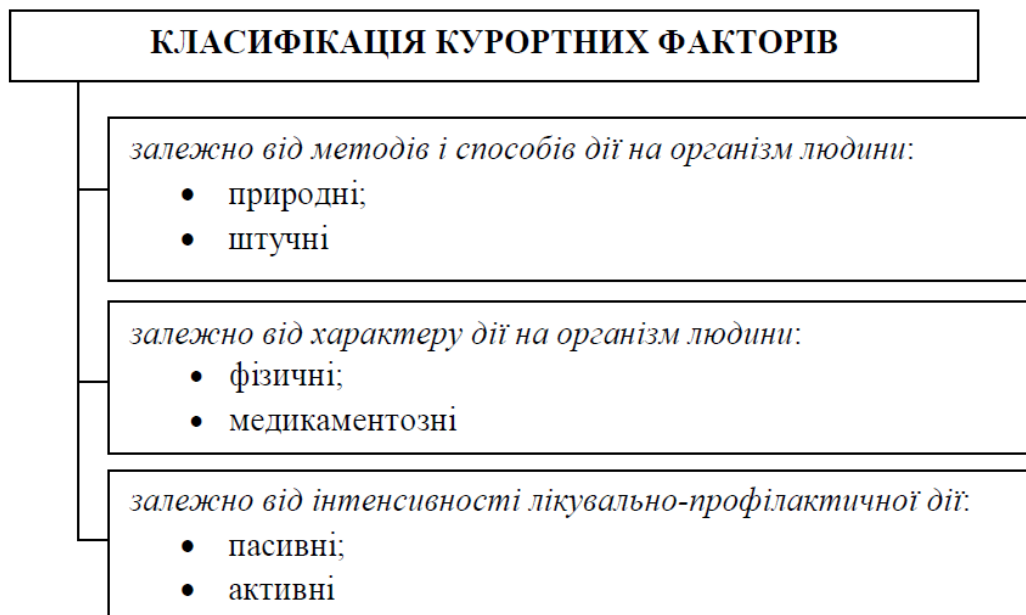 КЛАСИФІКАЦІЯ КУРОРТНИХ ФАКТОРІВ
залежно від методів і способів дії на організм людини:
• природні;
• штучні
залежно від характеру дії на організм людини:
• фізичні;
• медикаментозні
залежно від інтенсивності лікувально-профілактичної дії:
• пасивні;
• активні